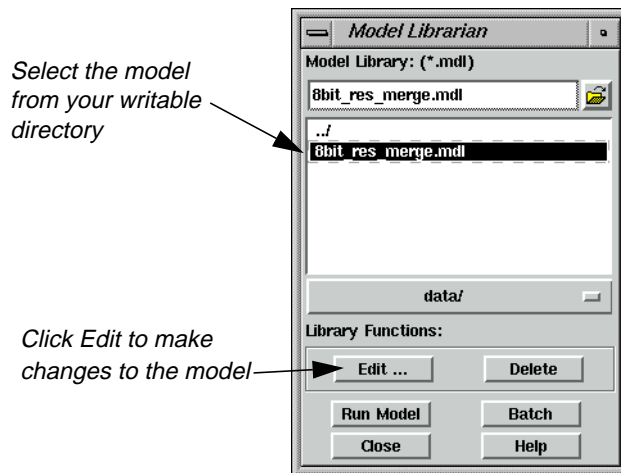 Select the model
from your writable
directory
Click Edit to make
changes to the model
Model Librarian
Model Library: (*.mdl)
8bit_res_merge.mdl
../
8bit_res_merge.mdl
data/
Library Functions:
Edit ...
Delete
Run Model
Batch
Close
Help